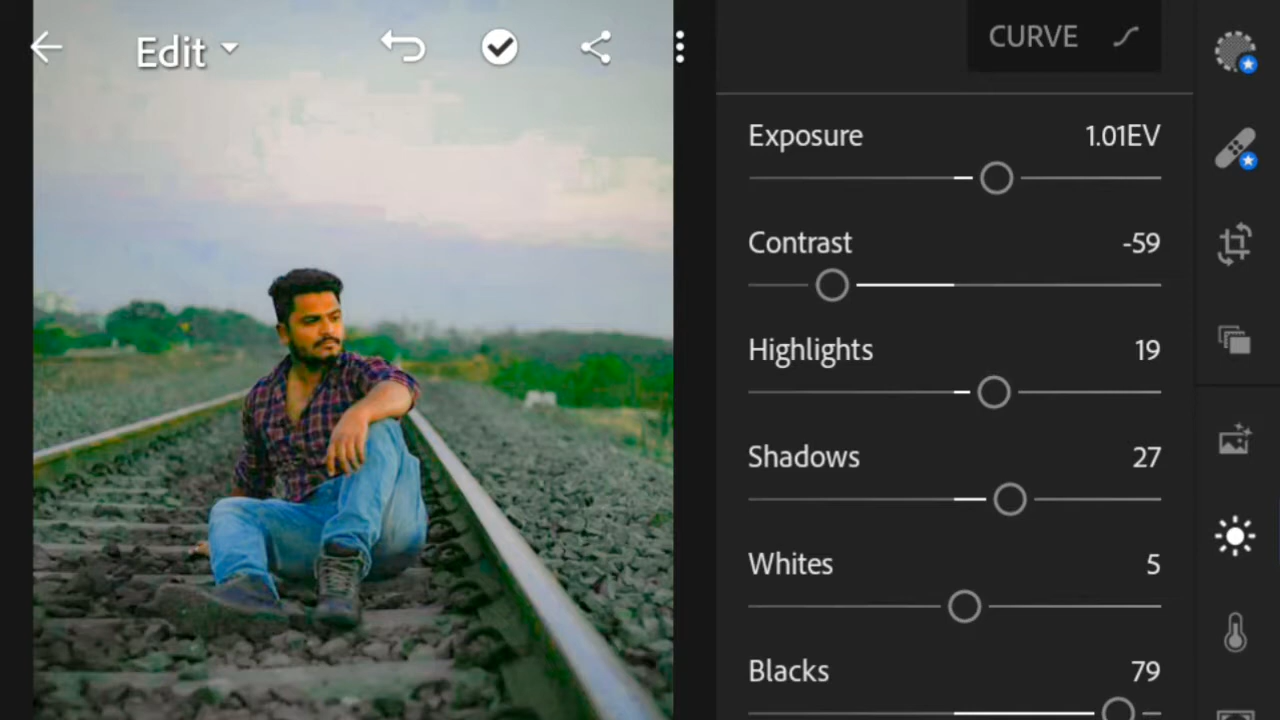 Edit
CURVE
Exposure 1.01EV
Contrast -59
Highlights 19
Shadows 27
Whites 5
Blacks 79